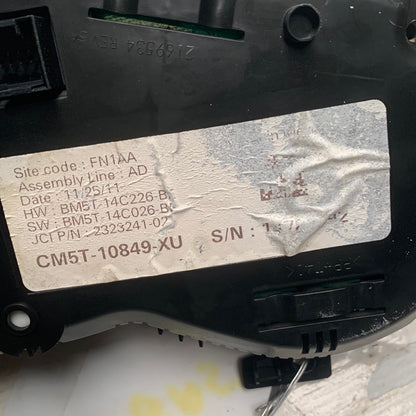 2169534 REV
Site code : FN1AA
Assembly Line : AD
Date : 11/25/11
HW : BM5T-14C226-B
SW : BM5T-14C026-B
JCI P/N : 2323241-02
CM5T-10849-XU S/N :